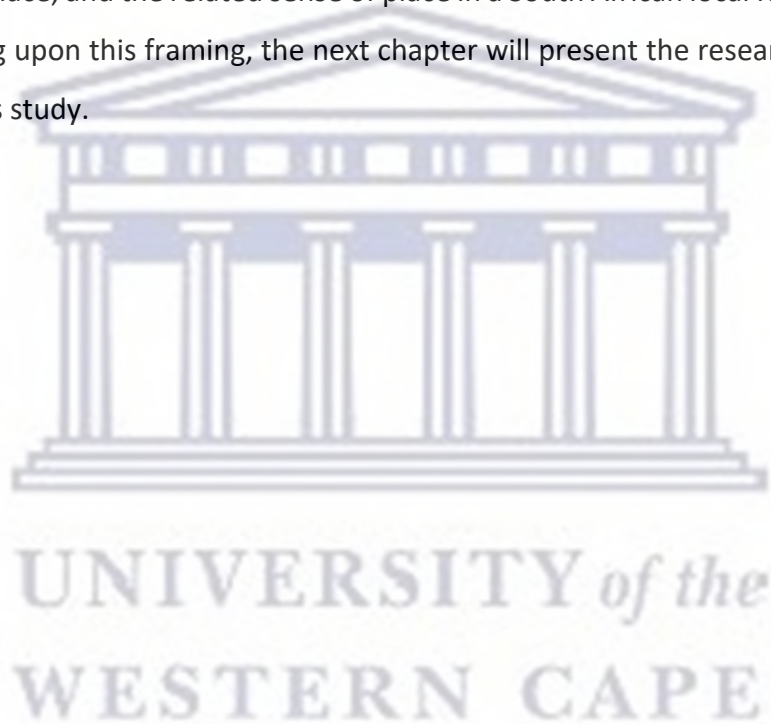 and the related sense of place in a South African local
upon this framing, the next chapter will present the
study.
UNIVERSITY of the
WESTERN CAPE